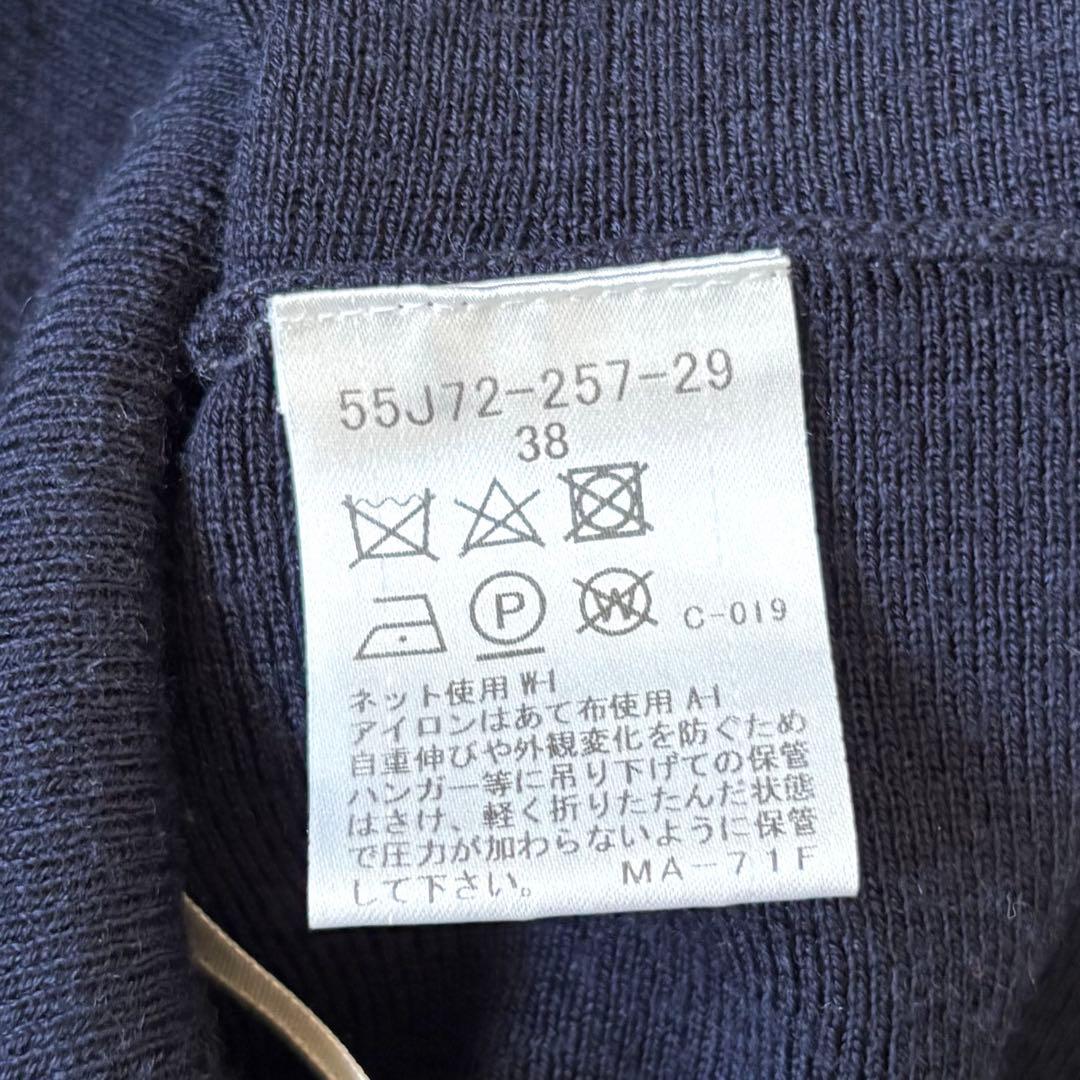 55J72-257-29
38
P
W
C-019
ネット使用 W-1
アイロンはあて布使用 A-1
自重伸びや外観変化を防ぐため
ハンガー等に吊り下げての保管
はさけ、軽く折りたたんだ状態
で圧力が加わらないように保管
して下さい。 MA-71F